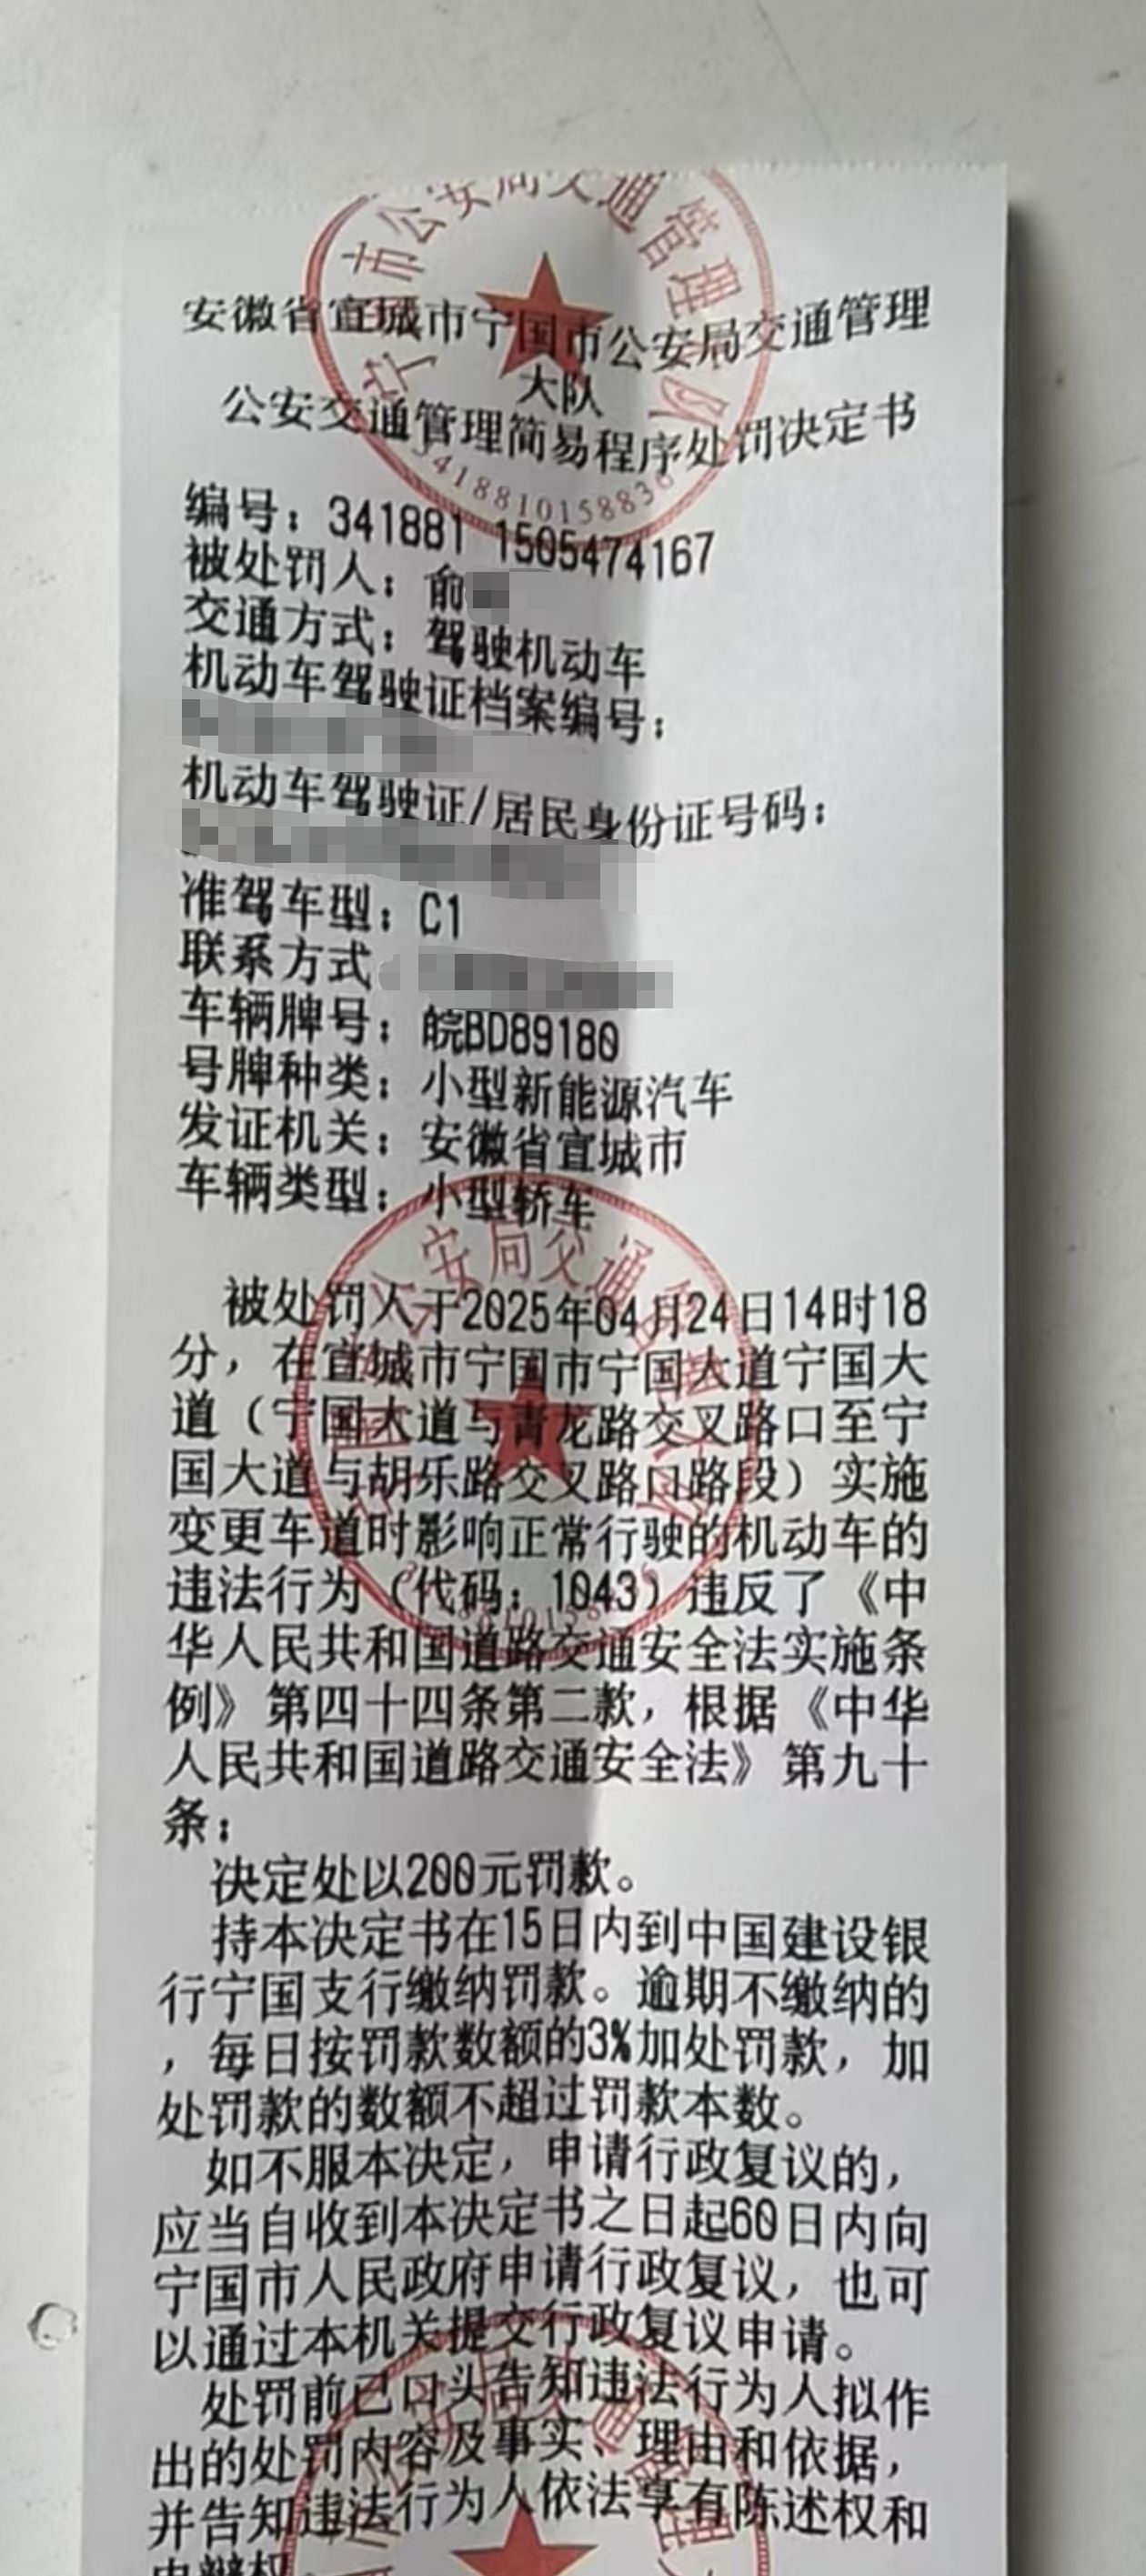 宁国市公安局交通管理大队
3418810158836
安徽省宣城市宁国市公安局交通管理
大队
公安交通管理简易程序处罚决定书
编号：341881 1505474167
被处罚人：俞
交通方式：驾驶机动车
机动车驾驶证档案编号：
机动车驾驶证/居民身份证号码：
准驾车型：C1
联系方式
车辆牌号：皖BD89180
号牌种类：小型新能源汽车
发证机关：安徽省宣城市
车辆类型：小型轿车
被处罚人于2025年04月24日14时18
分，在宣城市宁国市宁国大道宁国大
道（宁国大道与青龙路交叉路口至宁
国大道与胡乐路交叉路口路段）实施
变更车道时影响正常行驶的机动车的
违法行为（代码：1043）违反了《中
华人民共和国道路交通安全法实施条
例》第四十四条第二款，根据《中华
人民共和国道路交通安全法》第九十
条：
决定处以200元罚款。
持本决定书在15日内到中国建设银
行宁国支行缴纳罚款。逾期不缴纳的
，每日按罚款数额的3%加处罚款，加
处罚款的数额不超过罚款本数。
如不服本决定，申请行政复议的，
应当自收到本决定书之日起60日内向
宁国市人民政府申请行政复议，也可
以通过本机关提交行政复议申请。
处罚前已口头告知违法行为人拟作
出的处罚内容及事实、理由和依据，
并告知违法行为人依法享有陈述权和
申辩权。